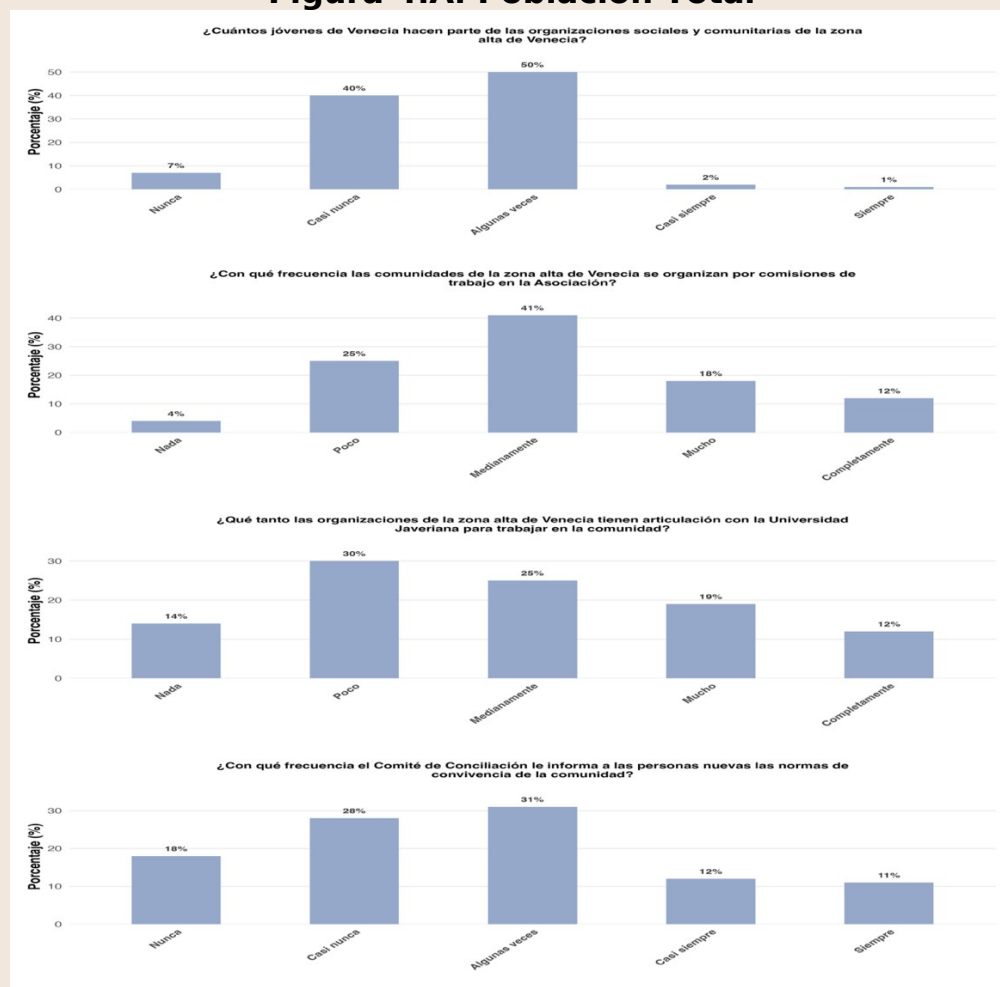 Figura 4.A. Población Total
¿Cuántos jóvenes de Venecia hacen parte de las organizaciones sociales y comunitarias de la zona
alta de Venecia?
Porcentaje (%)
50
40
30
20
10
0
7%
40%
50%
2%
1%
Nunca
Casi nunca
Algunas veces
Casi siempre
Siempre
¿Con qué frecuencia las comunidades de la zona alta de Venecia se organizan por comisiones de
trabajo en la Asociación?
Porcentaje (%)
40
30
20
10
0
4%
25%
41%
18%
12%
Nada
Poco
Medianamente
Mucho
Completamente
¿Qué tanto las organizaciones de la zona alta de Venecia tienen articulación con la Universidad
Javeriana para trabajar en la comunidad?
Porcentaje (%)
30
20
10
0
14%
30%
25%
19%
12%
Nada
Poco
Medianamente
Mucho
Completamente
¿Con qué frecuencia el Comité de Conciliación le informa a las personas nuevas las normas de
convivencia de la comunidad?
Porcentaje (%)
30
20
10
0
18%
28%
31%
12%
11%
Nunca
Casi nunca
Algunas veces
Casi siempre
Siempre